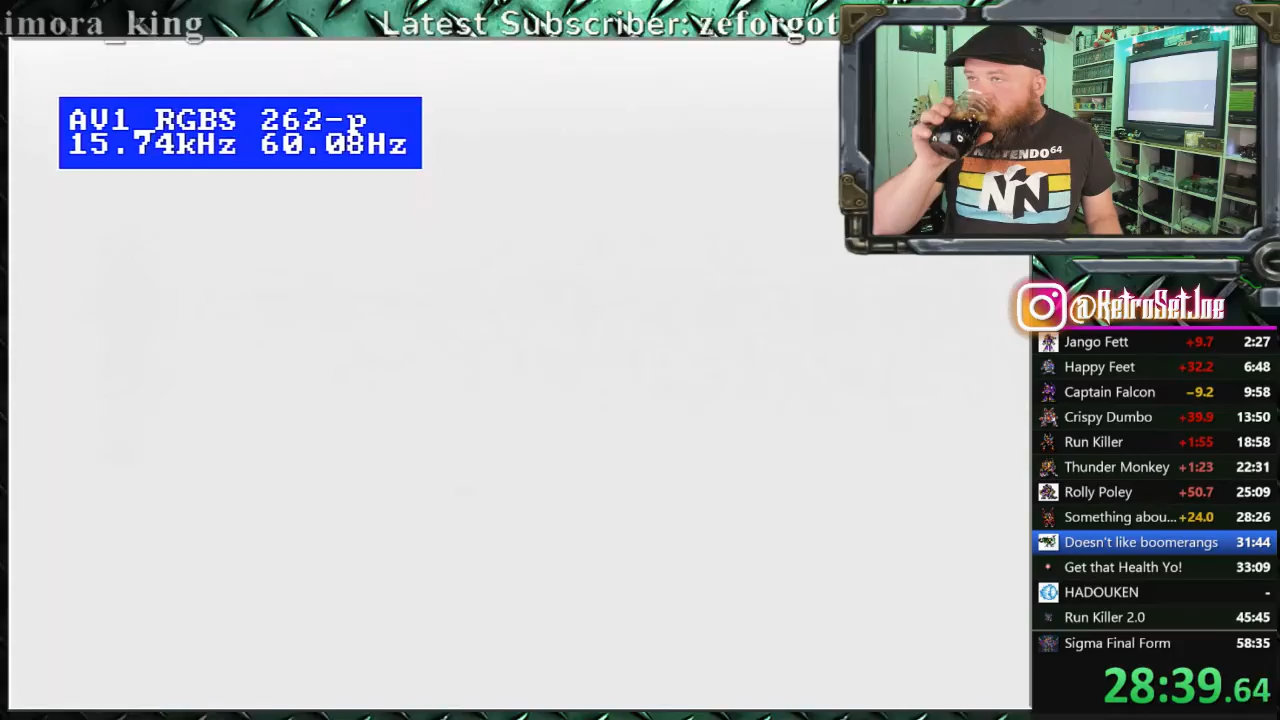 imora_king
Latest Subscriber: zeforgot
AV1_RGBS 262-p
15.74kHz 60.08Hz
NINTENDO64
@RetroSetJoe
Jango Fett +9.7 2:27
Happy Feet +32.2 6:48
Captain Falcon −9.2 9:58
Crispy Dumbo +39.9 13:50
Run Killer +1:55 18:58
Thunder Monkey +1:23 22:31
Rolly Poley +50.7 25:09
Something abou... +24.0 28:26
Doesn't like boomerangs 31:44
Get that Health Yo! 33:09
HADOUKEN -
Run Killer 2.0 45:45
Sigma Final Form 58:35
28:39.64